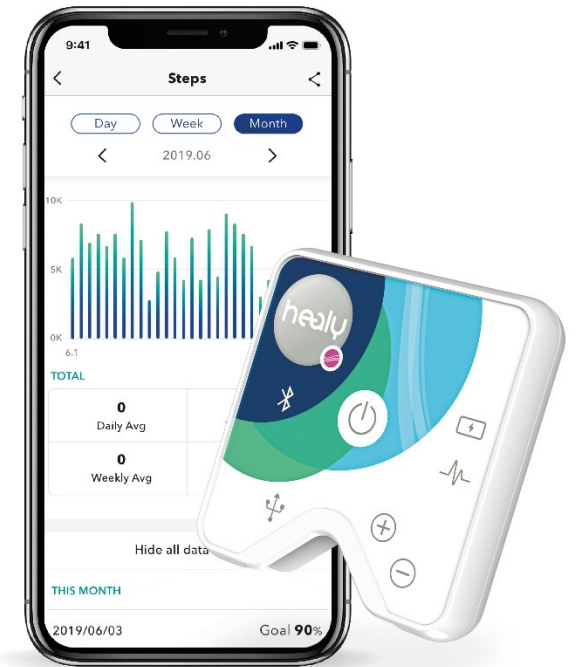 9:41
Steps
Day Week Month
2019.06
10K
5K
0K
6.1
TOTAL
0
Daily Avg
0
Weekly Avg
Hide all data
THIS MONTH
2019/06/03 Goal 90%
healy